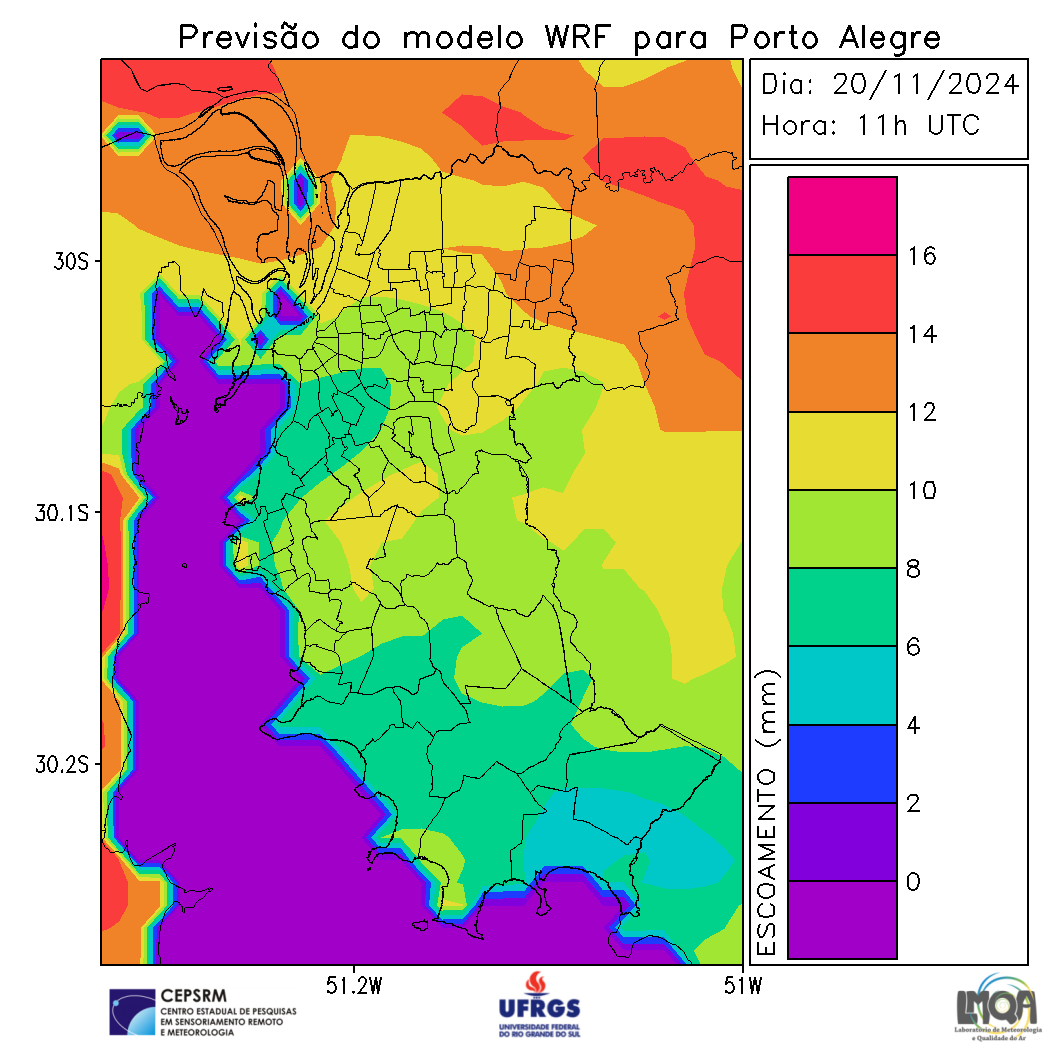 Previsão do modelo WRF para Porto Alegre
Dia: 20/11/2024
Hora: 11h UTC
30S
30.1S
30.2S
51.2W
51W
ESCOAMENTO (mm)
16
14
12
10
8
6
4
2
0
CEPSRM
CENTRO ESTADUAL DE PESQUISAS
EM SENSORIAMENTO REMOTO
E METEOROLOGIA
UFRGS
UNIVERSIDADE FEDERAL
DO RIO GRANDE DO SUL
LMQA
Laboratório de Meteorologia
e Qualidade do Ar